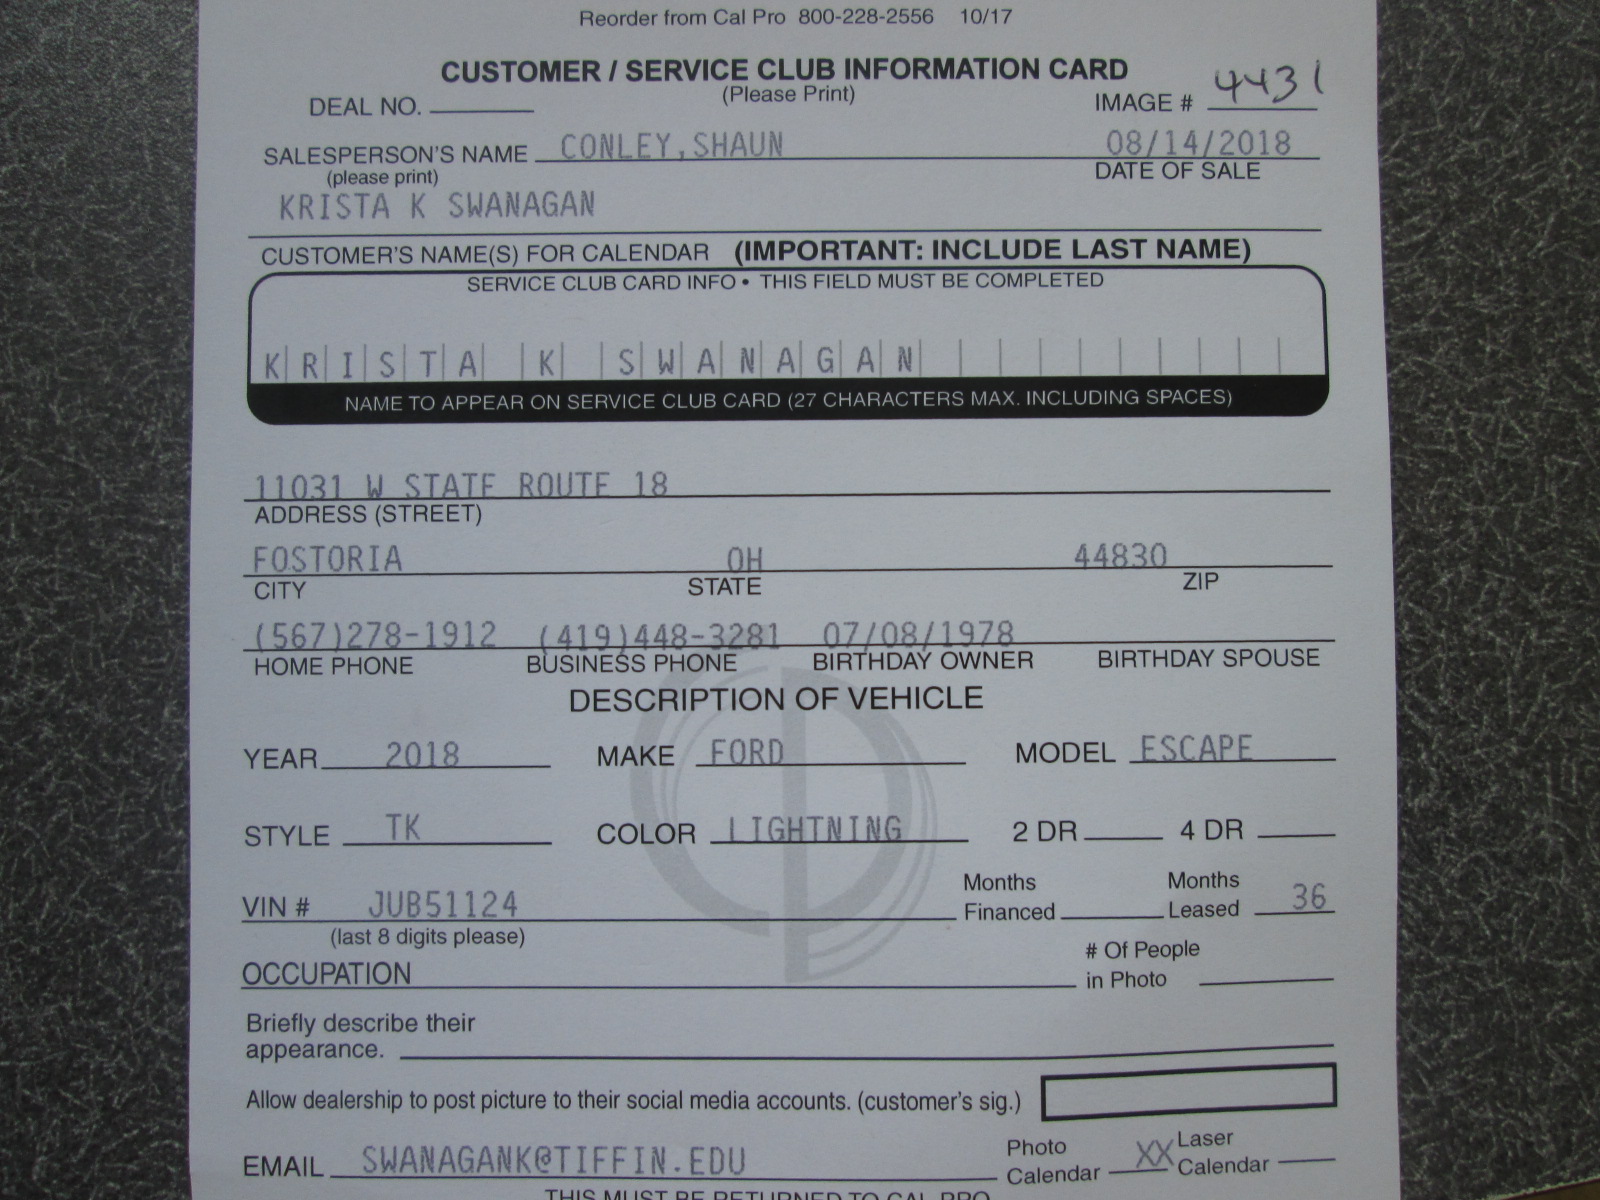 Reorder from Cal Pro 800-228-2556 10/17
CUSTOMER / SERVICE CLUB INFORMATION CARD
(Please Print)
DEAL NO.
IMAGE # 4431
SALESPERSON'S NAME CONLEY,SHAUN 08/14/2018
(please print) DATE OF SALE
KRISTA K SWANAGAN
CUSTOMER'S NAME(S) FOR CALENDAR (IMPORTANT: INCLUDE LAST NAME)
SERVICE CLUB CARD INFO • THIS FIELD MUST BE COMPLETED
KRISTA K SWANAGAN
NAME TO APPEAR ON SERVICE CLUB CARD (27 CHARACTERS MAX. INCLUDING SPACES)
11031 W STATE ROUTE 18
ADDRESS (STREET)
FOSTORIA OH 44830
CITY STATE ZIP
(567)278-1912 (419)448-3281 07/08/1978
HOME PHONE BUSINESS PHONE BIRTHDAY OWNER BIRTHDAY SPOUSE
DESCRIPTION OF VEHICLE
YEAR 2018 MAKE FORD MODEL ESCAPE
STYLE TK COLOR LIGHTNING 2 DR 4 DR
VIN # JUB51124 Months Financed Months Leased 36
(last 8 digits please)
OCCUPATION # Of People in Photo
Briefly describe their
appearance.
Allow dealership to post picture to their social media accounts. (customer's sig.)
EMAIL SWANAGANK@TIFFIN.EDU Photo Calendar XX Laser Calendar
THIS MUST BE RETURNED TO CAL PRO